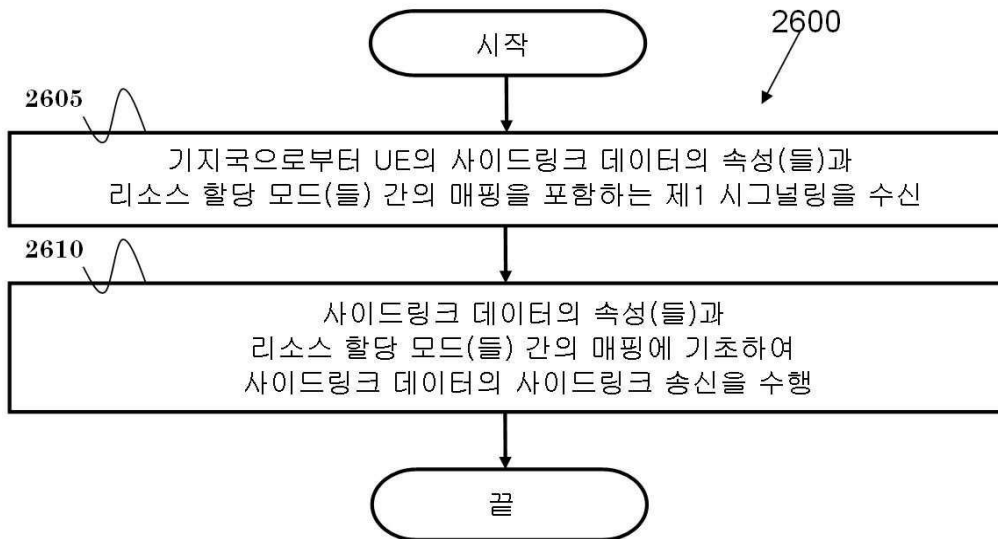 2600
시작
2605
기지국으로부터 UE의 사이드링크 데이터의 속성(들)과
리소스 할당 모드(들) 간의 매핑을 포함하는 제1 시그널링을 수신
2610
사이드링크 데이터의 속성(들)과
리소스 할당 모드(들) 간의 매핑에 기초하여
사이드링크 데이터의 사이드링크 송신을 수행
끝